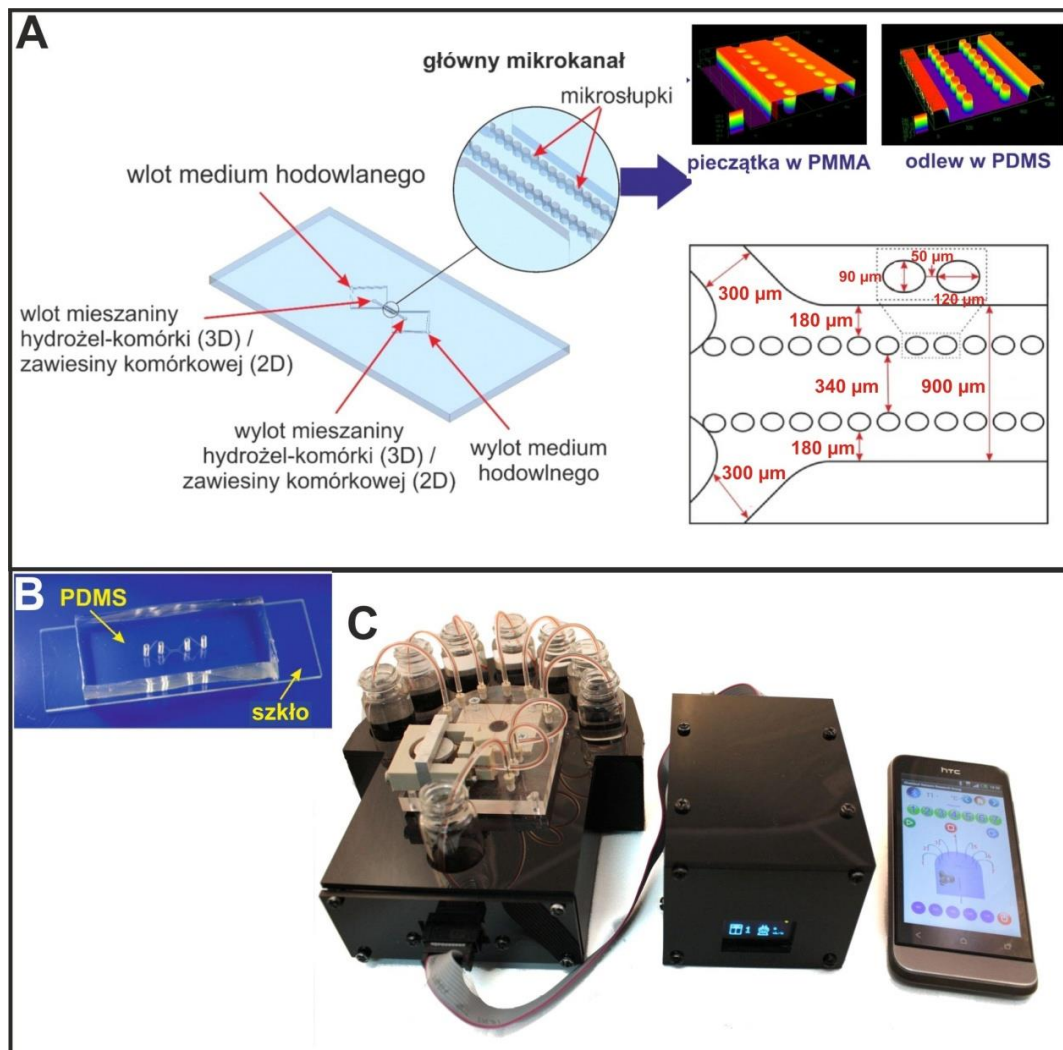 A
główny mikrokanał
mikrosłupki
pieczątka w PMMA
odlew w PDMS
wlot medium hodowlanego
wlot mieszaniny
hydrożel-komórki (3D) /
zawiesiny komórkowej (2D)
wylot mieszaniny
hydrożel-komórki (3D) /
zawiesiny komórkowej (2D)
wylot medium
hodowlnego
50 µm
90 µm
120 µm
300 µm
180 µm
340 µm
900 µm
180 µm
300 µm
B
PDMS
szkło
C
hTC